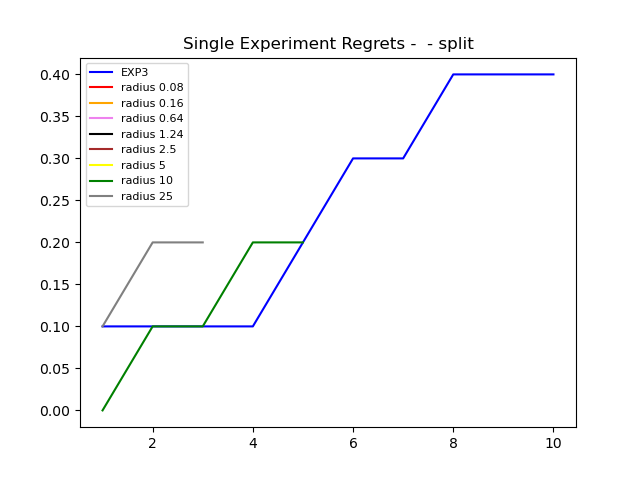 Single Experiment Regrets -  - split
0.40
0.35
0.30
0.25
0.20
0.15
0.10
0.05
0.00
EXP3
radius 0.08
radius 0.16
radius 0.64
radius 1.24
radius 2.5
radius 5
radius 10
radius 25
2 4 6 8 10